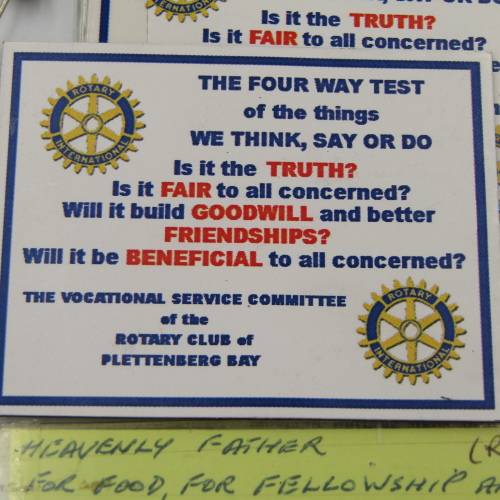 Is it the TRUTH?
Is it FAIR to all concerned?
ROTARY
INTERNATIONAL
THE FOUR WAY TEST
of the things
WE THINK, SAY OR DO
Is it the TRUTH?
Is it FAIR to all concerned?
Will it build GOODWILL and better
FRIENDSHIPS?
Will it be BENEFICIAL to all concerned?
THE VOCATIONAL SERVICE COMMITTEE
of the
ROTARY CLUB of
PLETTENBERG BAY
ROTARY
INTERNATIONAL
HEAVENLY FATHER
FOR FOOD, FOR FELLOWSHIP